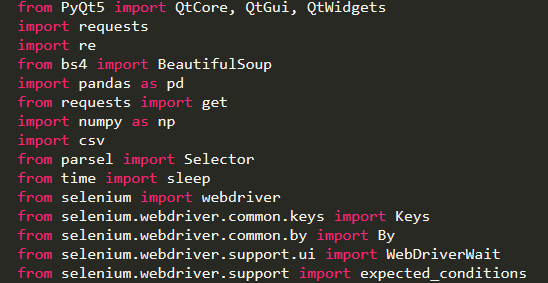 from PyQt5 import QtCore, QtGui, QtWidgets
import requests
import re
from bs4 import BeautifulSoup
import pandas as pd
from requests import get
import numpy as np
import csv
from parsel import Selector
from time import sleep
from selenium import webdriver
from selenium.webdriver.common.keys import Keys
from selenium.webdriver.common.by import By
from selenium.webdriver.support.ui import WebDriverWait
from selenium.webdriver.support import expected_conditions